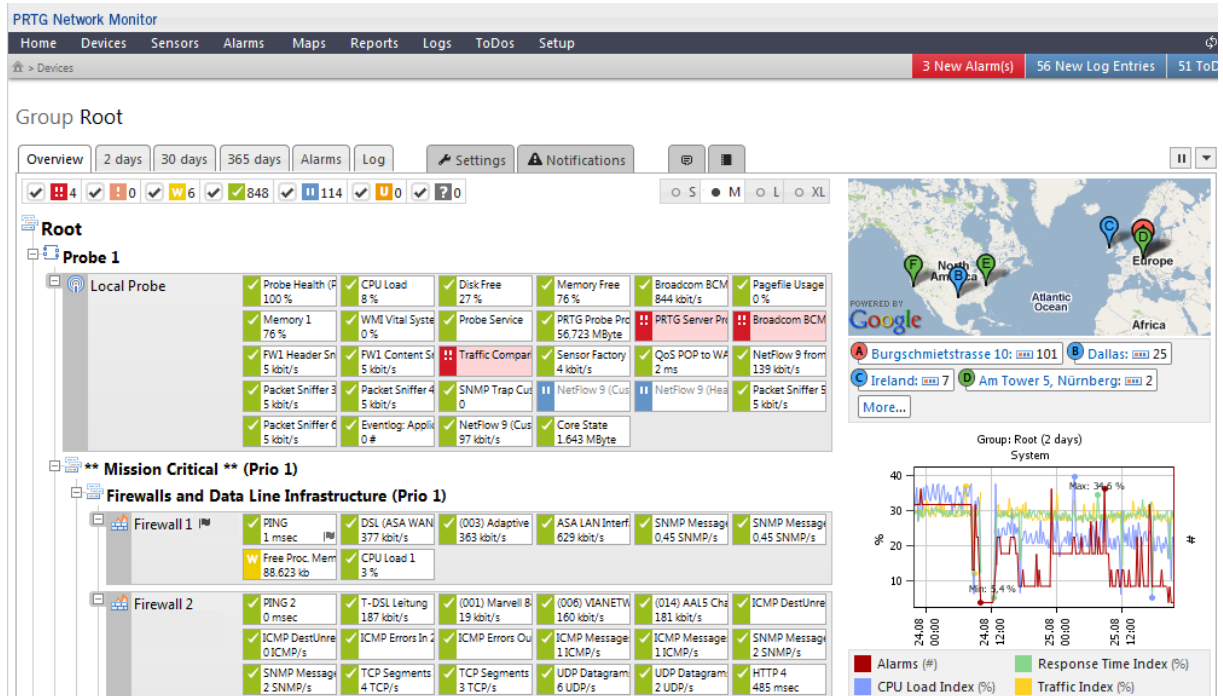 PRTG Network Monitor
Home Devices Sensors Alarms Maps Reports Logs ToDos Setup
> Devices 3 New Alarm(s) 56 New Log Entries 51 ToD
Group Root
Overview 2 days 30 days 365 days Alarms Log Settings Notifications
!! 4 ! 0 W 6 848 II 114 U 0 ? 0 S M L XL
Root
Probe 1
Local Probe
Probe Health (P CPU Load Disk Free Memory Free Broadcom BCM Pagefile Usage
100 % 8 % 27 % 76 % 844 kbit/s 0 %
Memory 1 WMI Vital Syste Probe Service PRTG Probe Pro PRTG Server Pro Broadcom BCM
76 % 0 % 56,723 MByte
FW1 Header Sn FW1 Content Sn Traffic Compar Sensor Factory QoS POP to WA NetFlow 9 from
5 kbit/s 5 kbit/s 4 kbit/s 2 ms 139 kbit/s
Packet Sniffer 3 Packet Sniffer 4 SNMP Trap Cus NetFlow 9 (Cus NetFlow 9 (Hea Packet Sniffer 5
5 kbit/s 5 kbit/s 0 5 kbit/s
Packet Sniffer 6 Eventlog: Applic NetFlow 9 (Cus Core State
5 kbit/s 0 # 97 kbit/s 1.643 MByte
** Mission Critical ** (Prio 1)
Firewalls and Data Line Infrastructure (Prio 1)
Firewall 1
PING DSL (ASA WAN (003) Adaptive ASA LAN Interf SNMP Message SNMP Message
1 msec 377 kbit/s 363 kbit/s 629 kbit/s 0,45 SNMP/s 0,45 SNMP/s
Free Proc. Mem CPU Load 1
88.623 kb 3 %
Firewall 2
PING 2 T-DSL Leitung (001) Marvell 8 (006) VIANETW (014) AAL5 Cha ICMP DestUnre
0 msec 187 kbit/s 19 kbit/s 160 kbit/s 181 kbit/s
ICMP DestUnre ICMP Errors In 2 ICMP Errors Ou ICMP Message ICMP Message SNMP Message
0 ICMP/s 1 ICMP/s 1 ICMP/s 2 SNMP/s
SNMP Message TCP Segments TCP Segments UDP Datagram UDP Datagram HTTP 4
2 SNMP/s 4 TCP/s 3 TCP/s 6 UDP/s 2 UDP/s 485 msec
A B C D E F
North America
Europe
Atlantic Ocean
Africa
POWERED BY
Google
A Burgschmietstrasse 10: 101 B Dallas: 25
C Ireland: 7 D Am Tower 5, Nürnberg: 2
More...
Group: Root (2 days)
System
40
30
20
10
%
#
Max: 34,6 %
Min: 5,4 %
24.08 00:00
24.08 12:00
25.08 00:00
25.08 12:00
Alarms (#) Response Time Index (%)
CPU Load Index (%) Traffic Index (%)